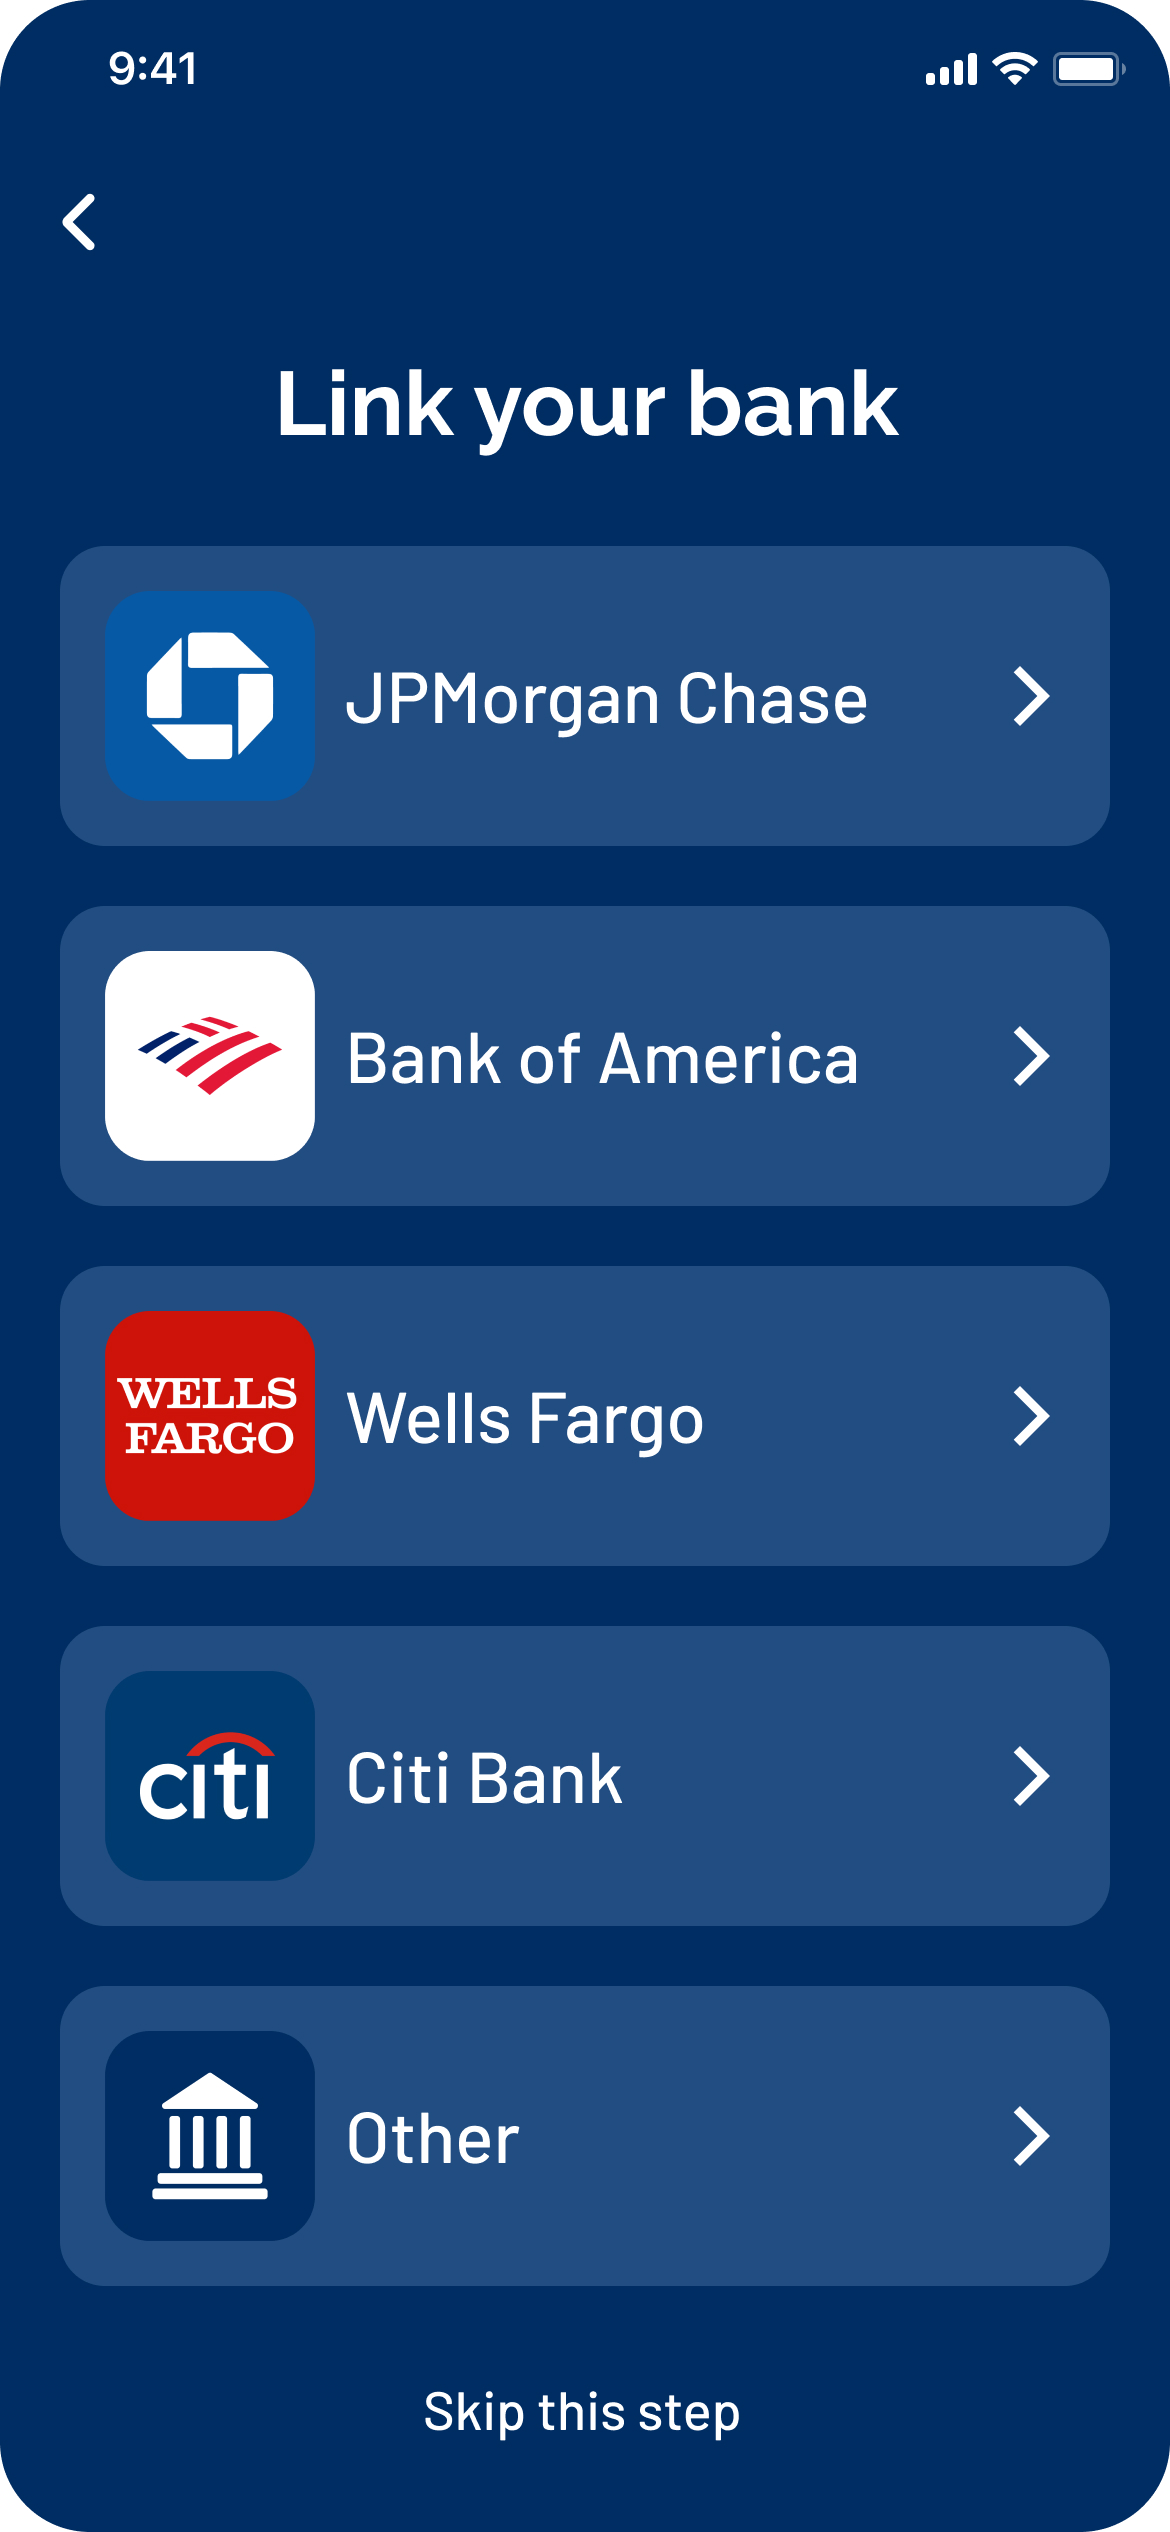 9:41
Link your bank
JPMorgan Chase
Bank of America
WELLS
FARGO
Wells Fargo
citi
Citi Bank
Other
Skip this step